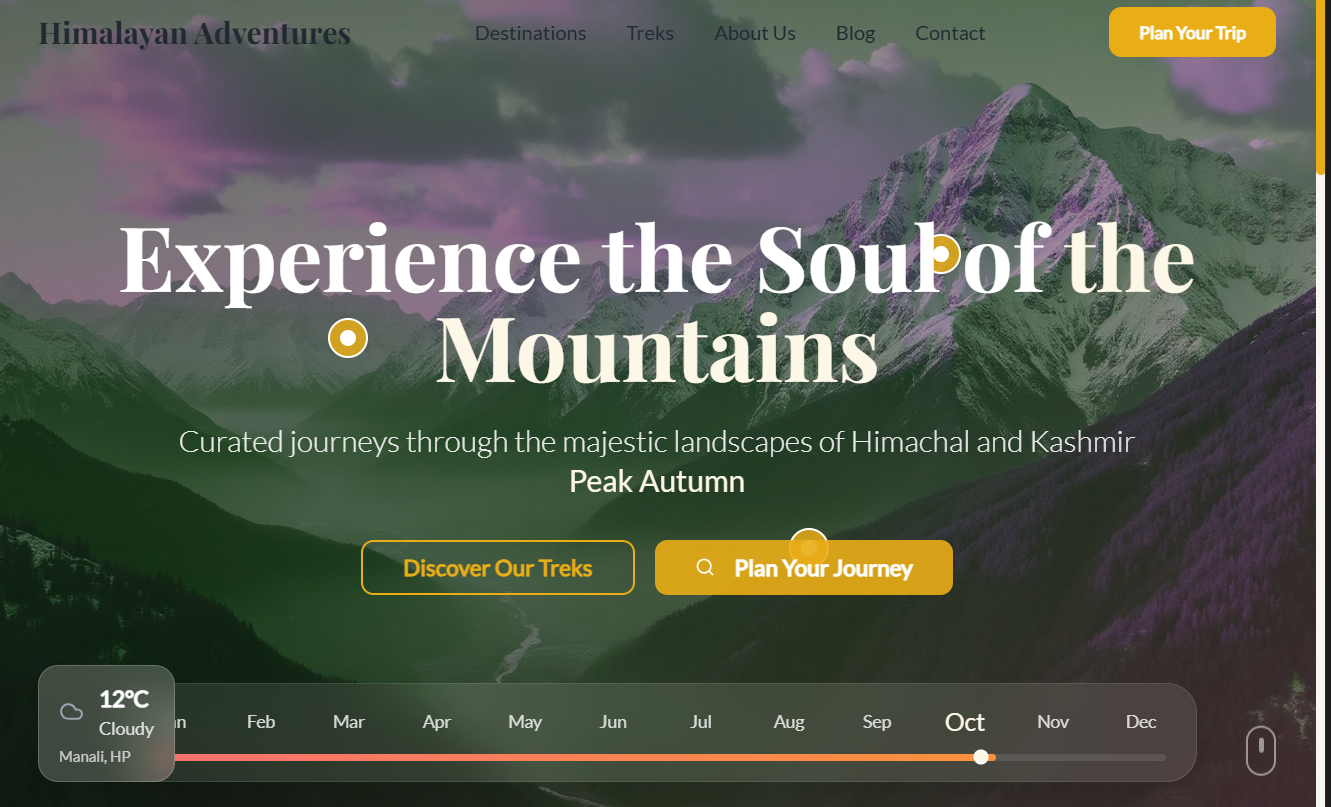 Himalayan Adventures
Destinations
Treks
About Us
Blog
Contact
Plan Your Trip
Experience the Soul of the
Mountains
Curated journeys through the majestic landscapes of Himachal and Kashmir
Peak Autumn
Discover Our Treks
Plan Your Journey
12°C
Cloudy
Manali, HP
Feb
Mar
Apr
May
Jun
Jul
Aug
Sep
Oct
Nov
Dec